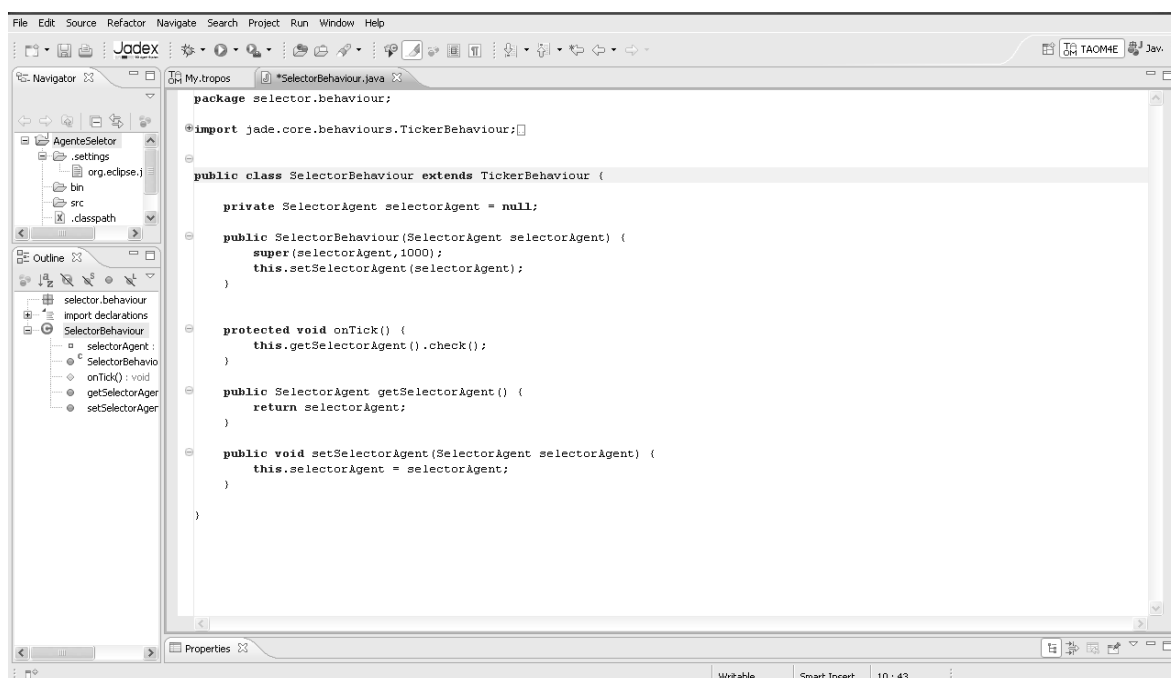 File Edit Source Refactor Navigate Search Project Run Window Help
Jadex
TAOM4E Jav
Navigator
My.tropos *SelectorBehaviour.java
AgenteSeletor
.settings
org.eclipse.j
bin
src
.classpath
Outline
selector.behaviour
import declarations
SelectorBehaviour
selectorAgent :
SelectorBehavio
onTick() : void
getSelectorAger
setSelectorAger
package selector.behaviour;
import jade.core.behaviours.TickerBehaviour;
public class SelectorBehaviour extends TickerBehaviour {
private SelectorAgent selectorAgent = null;
public SelectorBehaviour(SelectorAgent selectorAgent) {
super(selectorAgent,1000);
this.setSelectorAgent(selectorAgent);
}
protected void onTick() {
this.getSelectorAgent().check();
}
public SelectorAgent getSelectorAgent() {
return selectorAgent;
}
public void setSelectorAgent(SelectorAgent selectorAgent) {
this.selectorAgent = selectorAgent;
}
}
Properties
Writable Smart Insert 10 : 43